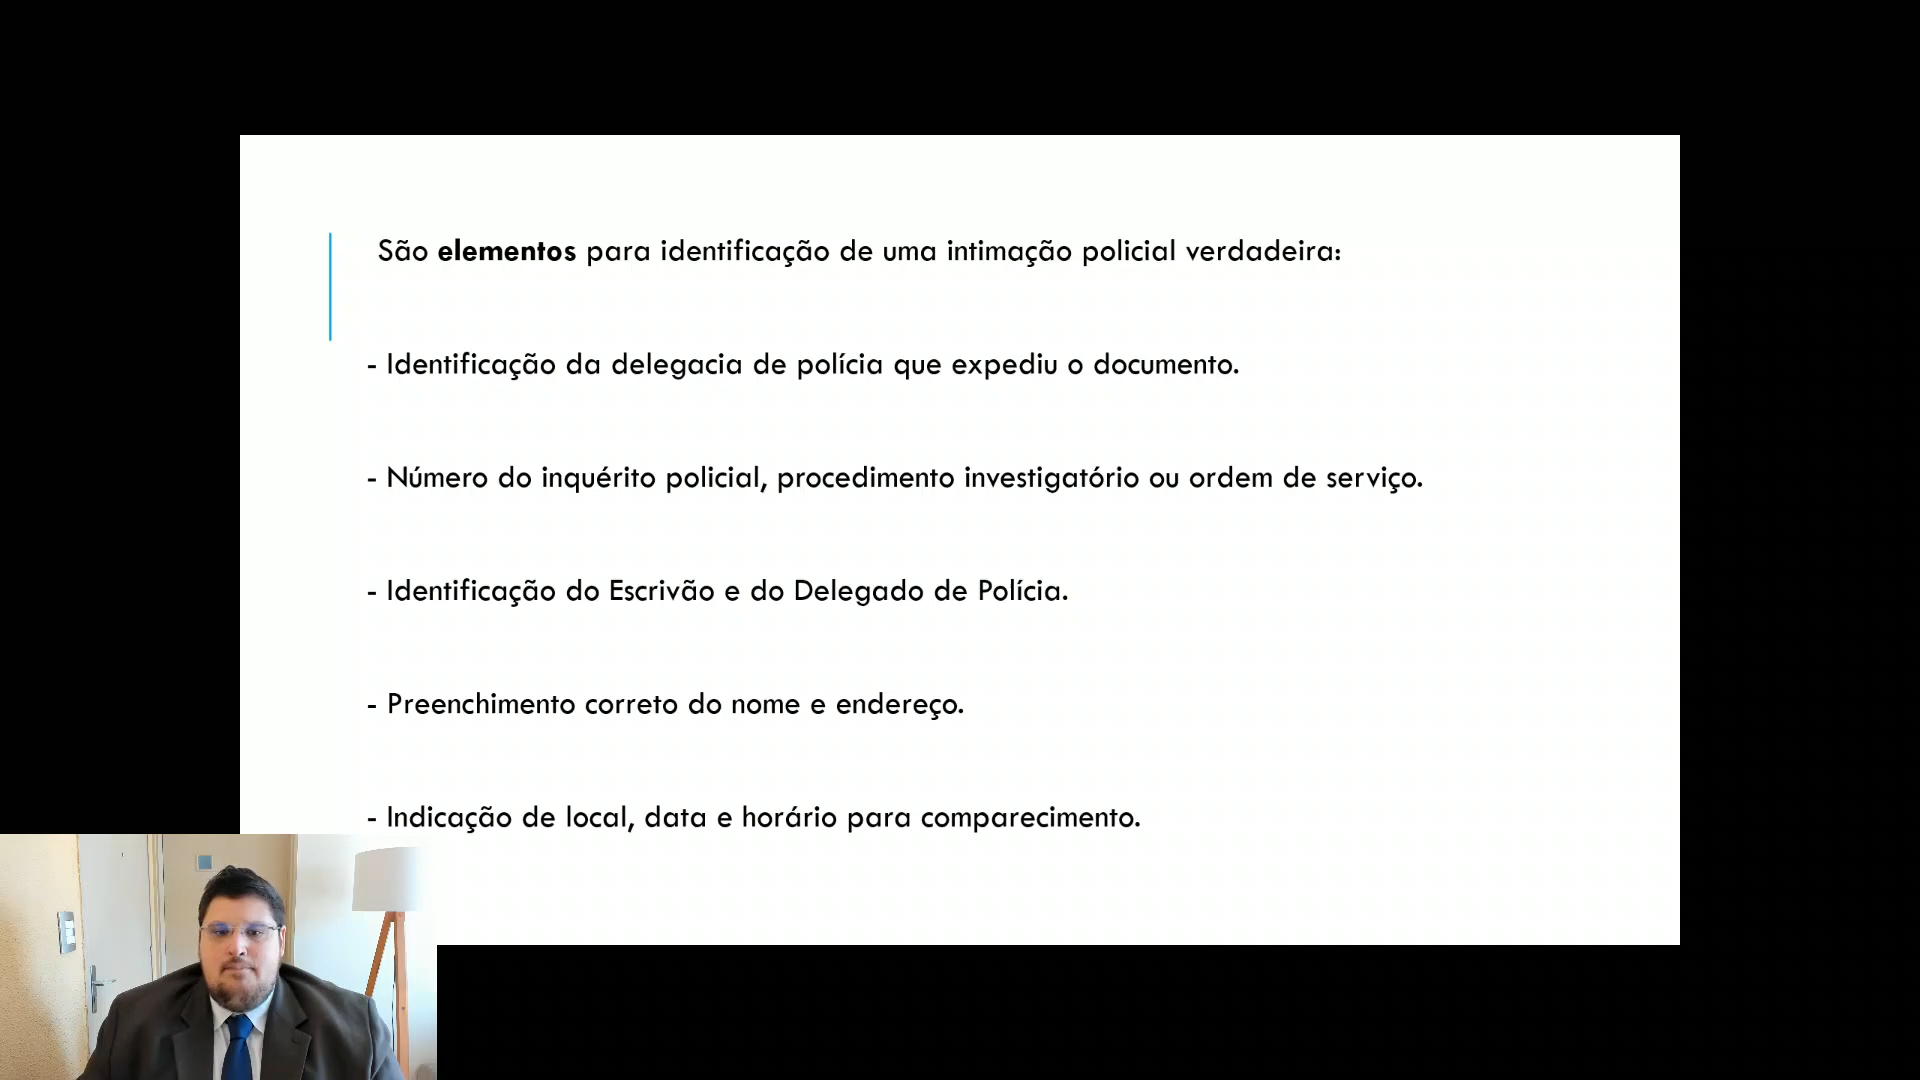 São elementos para identificação de uma intimação policial verdadeira:
- Identificação da delegacia de polícia que expediu o documento.
- Número do inquérito policial, procedimento investigatório ou ordem de serviço.
- Identificação do Escrivão e do Delegado de Polícia.
- Preenchimento correto do nome e endereço.
- Indicação de local, data e horário para comparecimento.